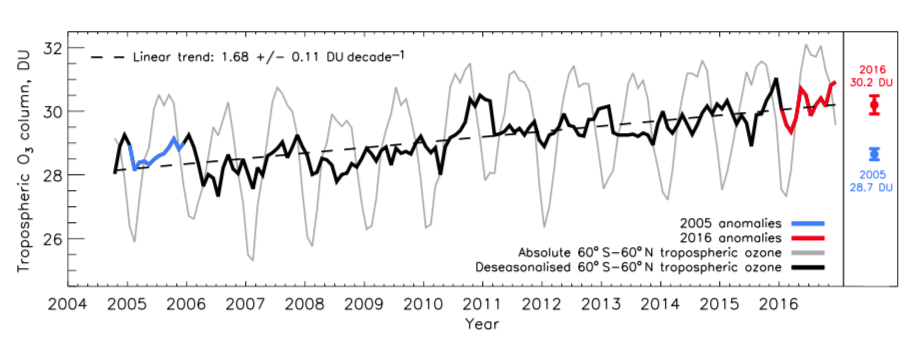 Tropospheric O3 column, DU
32
30
28
26
Linear trend: 1.68 +/- 0.11 DU decade-1
2005 anomalies
2016 anomalies
Absolute 60°S-60°N tropospheric ozone
Deseasonalised 60°S-60°N tropospheric ozone
2016
30.2 DU
2005
28.7 DU
2004 2005 2006 2007 2008 2009 2010 2011 2012 2013 2014 2015 2016
Year